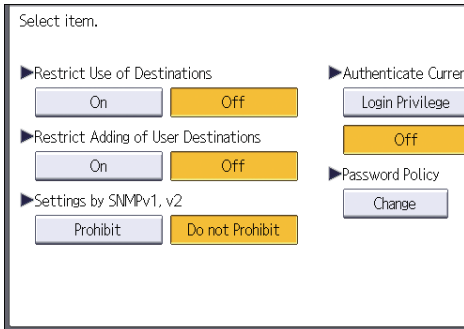 Select item.
▶Restrict Use of Destinations
On Off
▶Restrict Adding of User Destinations
On Off
▶Settings by SNMPv1, v2
Prohibit Do not Prohibit
▶Authenticate Curren
Login Privilege
Off
▶Password Policy
Change